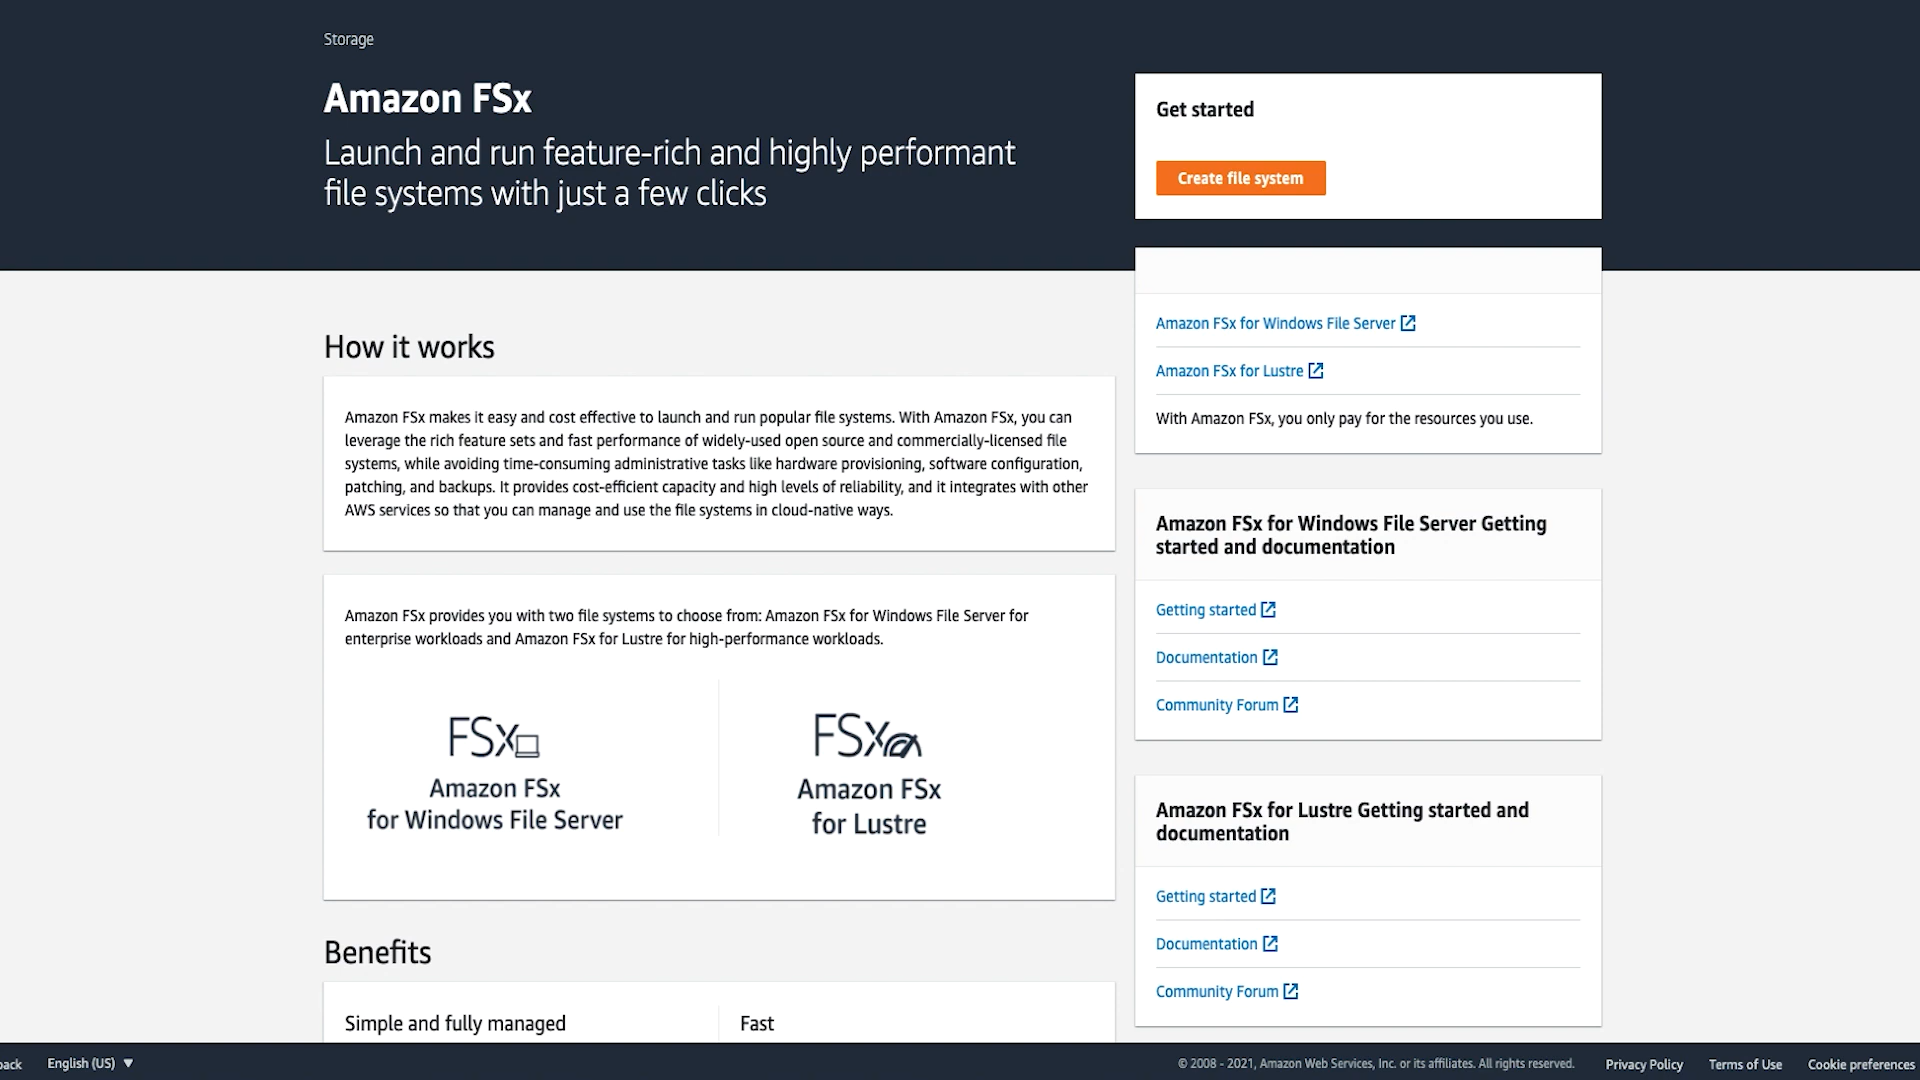 Storage
Amazon FSx
Launch and run feature-rich and highly performant
file systems with just a few clicks
Get started
Create file system
Amazon FSx for Windows File Server
Amazon FSx for Lustre
With Amazon FSx, you only pay for the resources you use.
How it works
Amazon FSx makes it easy and cost effective to launch and run popular file systems. With Amazon FSx, you can
leverage the rich feature sets and fast performance of widely-used open source and commercially-licensed file
systems, while avoiding time-consuming administrative tasks like hardware provisioning, software configuration,
patching, and backups. It provides cost-efficient capacity and high levels of reliability, and it integrates with other
AWS services so that you can manage and use the file systems in cloud-native ways.
Amazon FSx provides you with two file systems to choose from: Amazon FSx for Windows File Server for
enterprise workloads and Amazon FSx for Lustre for high-performance workloads.
FSx
Amazon FSx
for Windows File Server
FSx
Amazon FSx
for Lustre
Amazon FSx for Windows File Server Getting
started and documentation
Getting started
Documentation
Community Forum
Amazon FSx for Lustre Getting started and
documentation
Getting started
Documentation
Community Forum
Benefits
Simple and fully managed
Fast
back
English (US)
© 2008 - 2021, Amazon Web Services, Inc. or its affiliates. All rights reserved.
Privacy Policy
Terms of Use
Cookie preferences